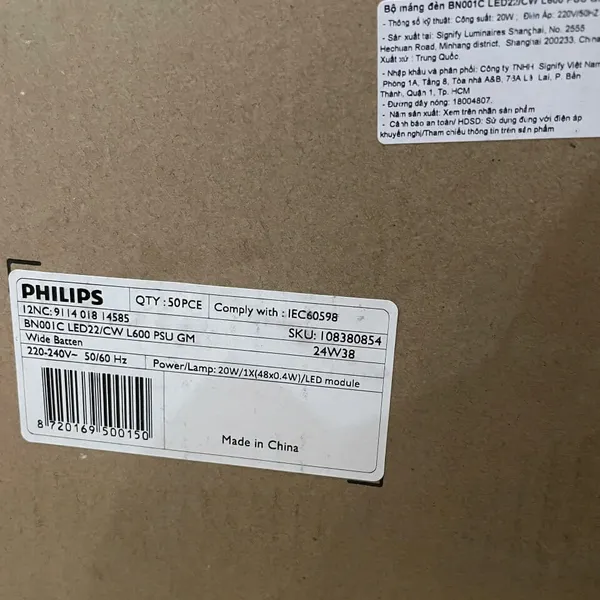 Bộ máng đèn BN001C LED22/CW L600 PSU G
- Thông số kỹ thuật: Công suất: 20W ; Điện Áp: 220V/50HZ
- Sản xuất tại: Signify Luminaires Shanghai, No. 2555
Hechuan Road, Minhang district, Shanghai 200233, China
Xuất xứ : Trung Quốc
- Nhập khẩu và phân phối: Công ty TNHH Signify Việt Nam
Phòng 1A, Tầng 8, Tòa nhà A&B, Lê Lai, P. Bến
Thành, Quận 1, Tp. HCM
- Đường dây nóng: 18004807.
- Năm sản xuất: Xem trên nhãn sản phẩm
- Cảnh báo an toàn/ HDSD: Sử dụng đúng với điện áp
khuyến nghị/Tham chiếu thông tin trên sản phẩm
PHILIPS
QTY : 50PCE
Comply with : IEC60598
12NC: 9114 018 14585
SKU: 108380854
BN001C LED22/CW L600 PSU GM
24W38
Wide Batten
220-240V~ 50/60 Hz
Power/Lamp: 20W/1X(48x0.4W)/LED module
8 720169 500150
Made in China